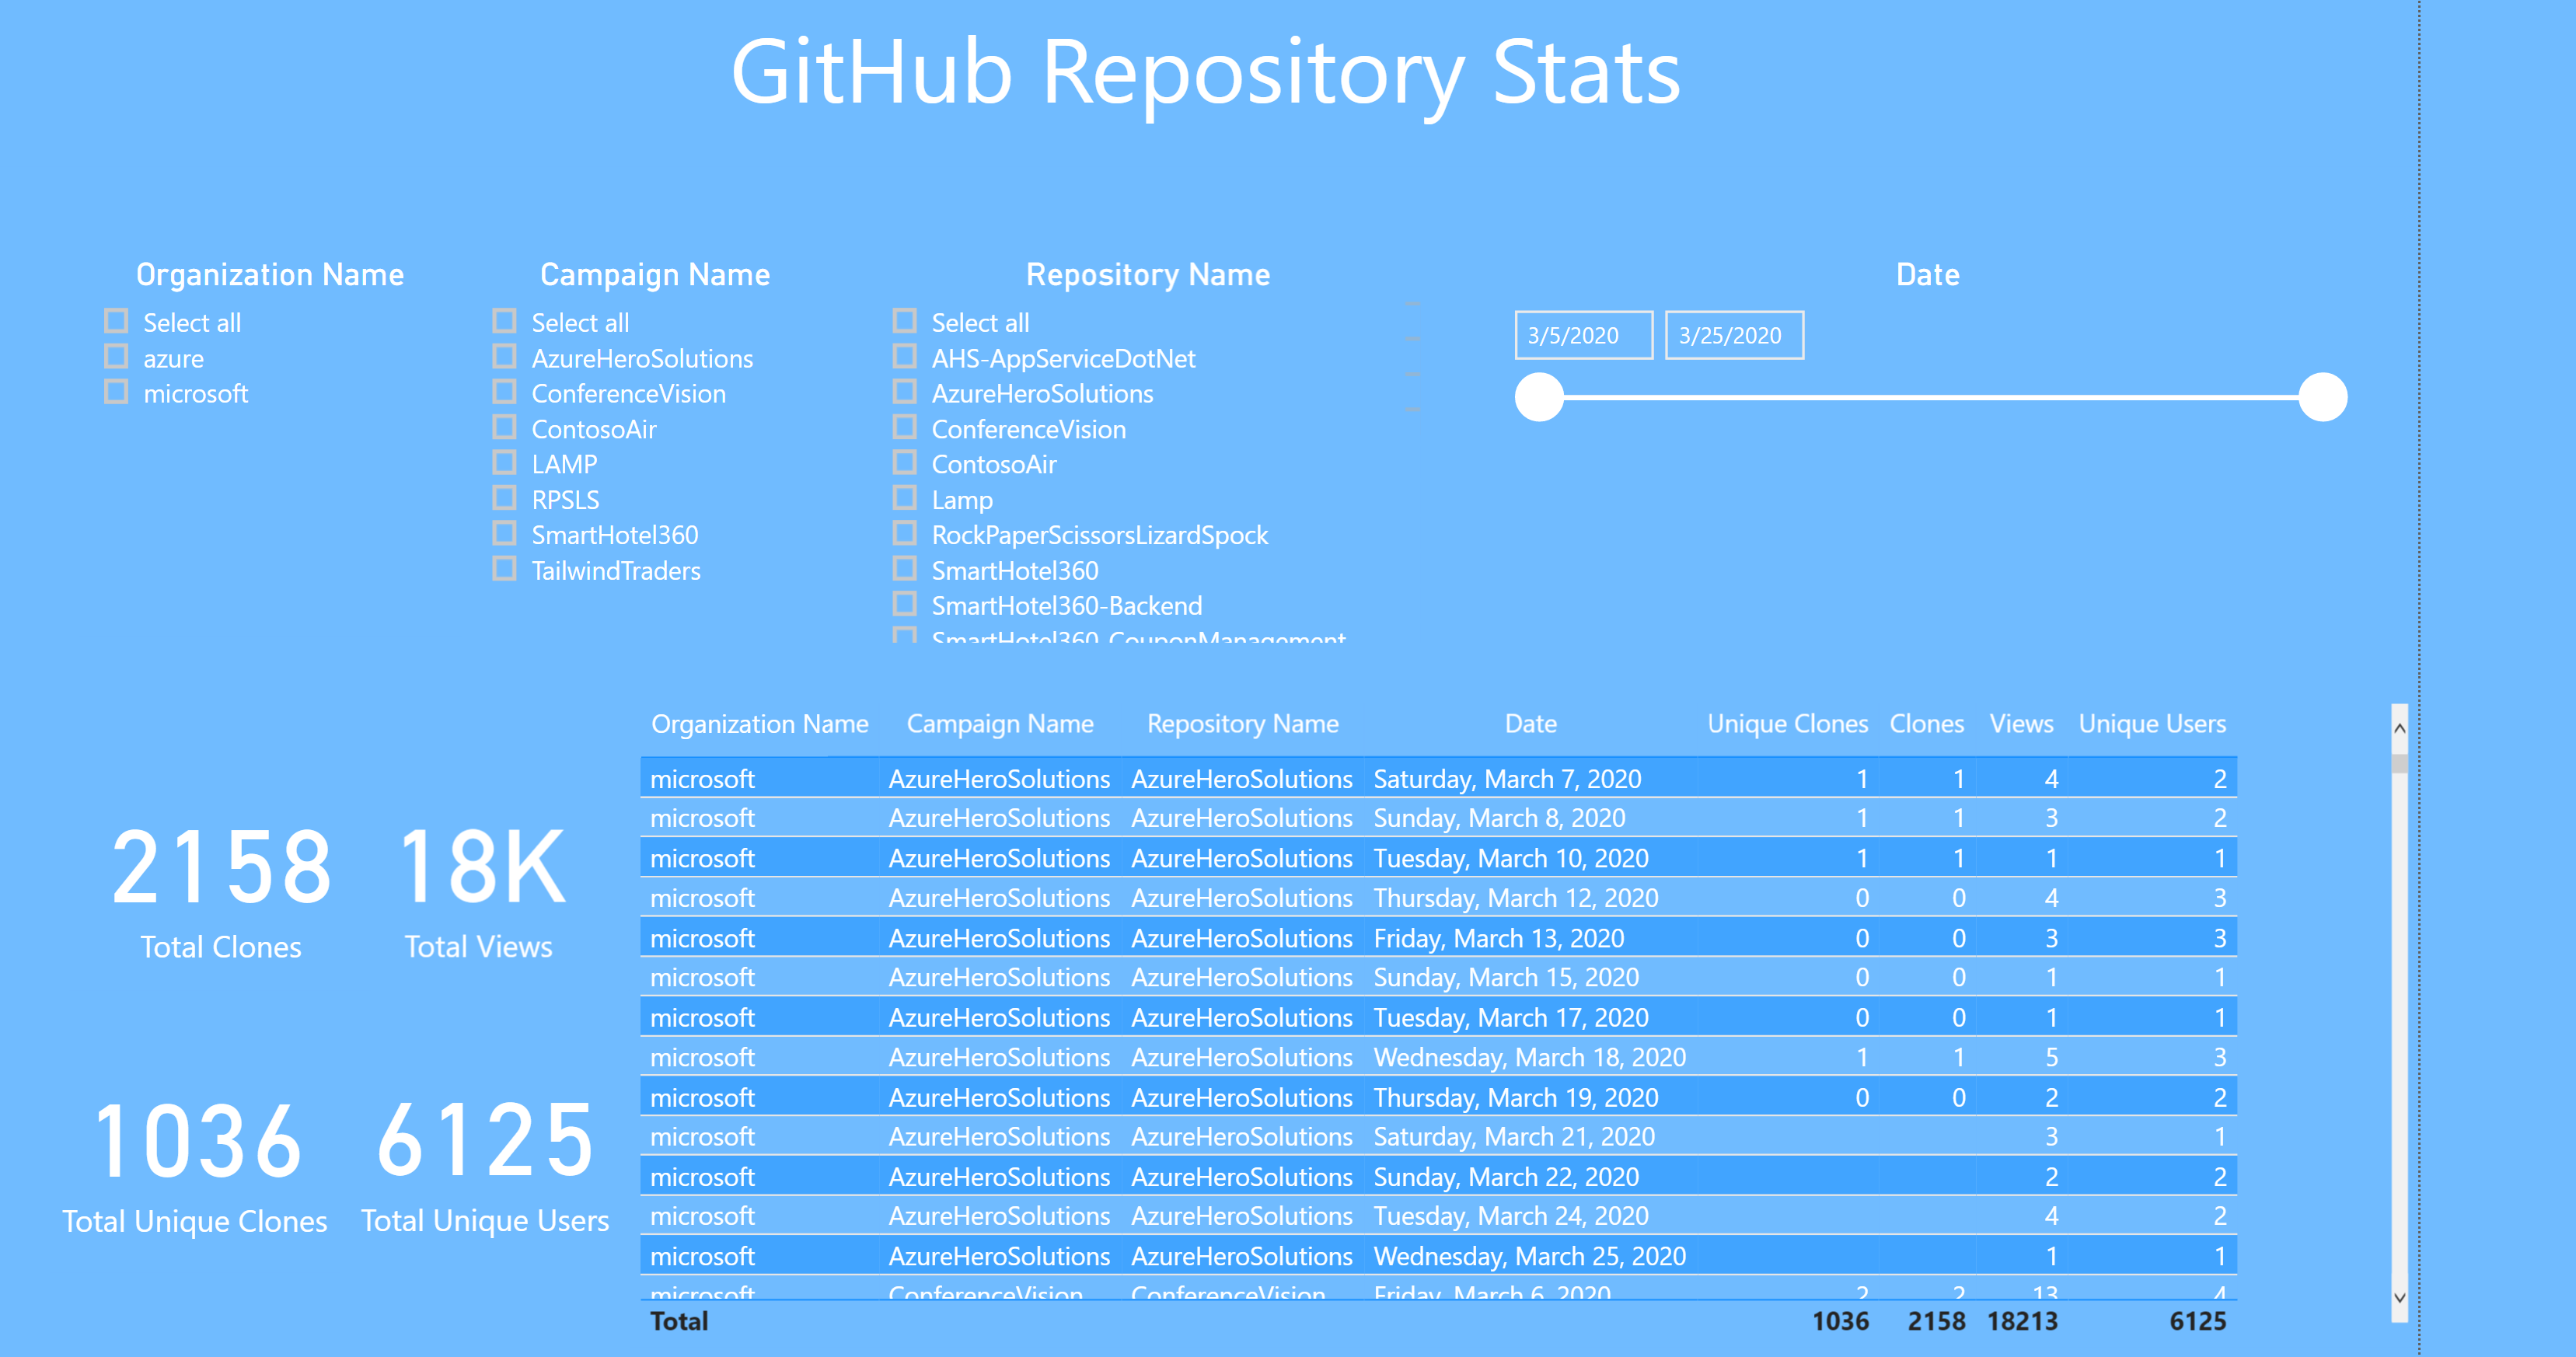 GitHub Repository Stats
Organization Name
Select all
azure
microsoft
Campaign Name
Select all
AzureHeroSolutions
ConferenceVision
ContosoAir
LAMP
RPSLS
SmartHotel360
TailwindTraders
Repository Name
Select all
AHS-AppServiceDotNet
AzureHeroSolutions
ConferenceVision
ContosoAir
Lamp
RockPaperScissorsLizardSpock
SmartHotel360
SmartHotel360-Backend
SmartHotel360-CouponManagement
Date
3/5/2020 3/25/2020
2158
Total Clones
18K
Total Views
1036
Total Unique Clones
6125
Total Unique Users
Organization Name Campaign Name Repository Name Date Unique Clones Clones Views Unique Users
microsoft AzureHeroSolutions AzureHeroSolutions Saturday, March 7, 2020 1 1 4 2
microsoft AzureHeroSolutions AzureHeroSolutions Sunday, March 8, 2020 1 1 3 2
microsoft AzureHeroSolutions AzureHeroSolutions Tuesday, March 10, 2020 1 1 1 1
microsoft AzureHeroSolutions AzureHeroSolutions Thursday, March 12, 2020 0 0 4 3
microsoft AzureHeroSolutions AzureHeroSolutions Friday, March 13, 2020 0 0 3 3
microsoft AzureHeroSolutions AzureHeroSolutions Sunday, March 15, 2020 0 0 1 1
microsoft AzureHeroSolutions AzureHeroSolutions Tuesday, March 17, 2020 0 0 1 1
microsoft AzureHeroSolutions AzureHeroSolutions Wednesday, March 18, 2020 1 1 5 3
microsoft AzureHeroSolutions AzureHeroSolutions Thursday, March 19, 2020 0 0 2 2
microsoft AzureHeroSolutions AzureHeroSolutions Saturday, March 21, 2020 3 1
microsoft AzureHeroSolutions AzureHeroSolutions Sunday, March 22, 2020 2 2
microsoft AzureHeroSolutions AzureHeroSolutions Tuesday, March 24, 2020 4 2
microsoft AzureHeroSolutions AzureHeroSolutions Wednesday, March 25, 2020 1 1
microsoft ConferenceVision ConferenceVision Friday, March 6, 2020 2 2 13 4
Total 1036 2158 18213 6125